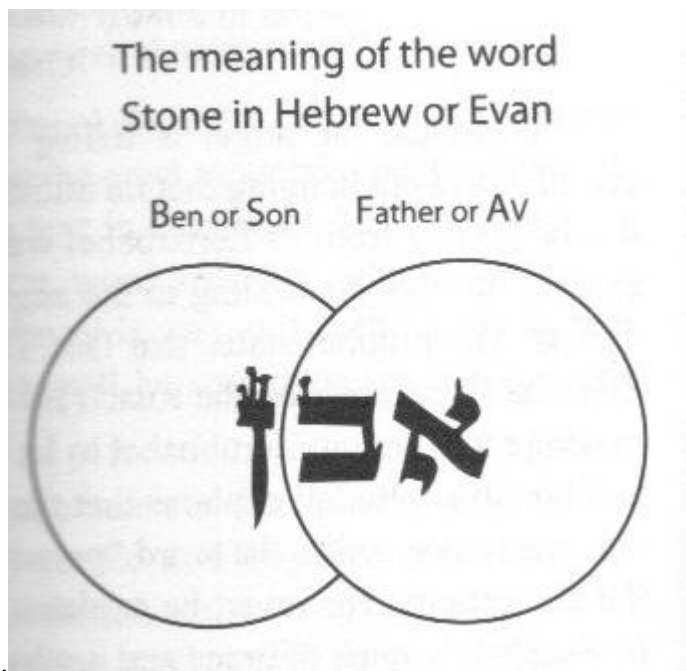 The meaning of the word
Stone in Hebrew or Evan
Ben or Son Father or Av
אבן